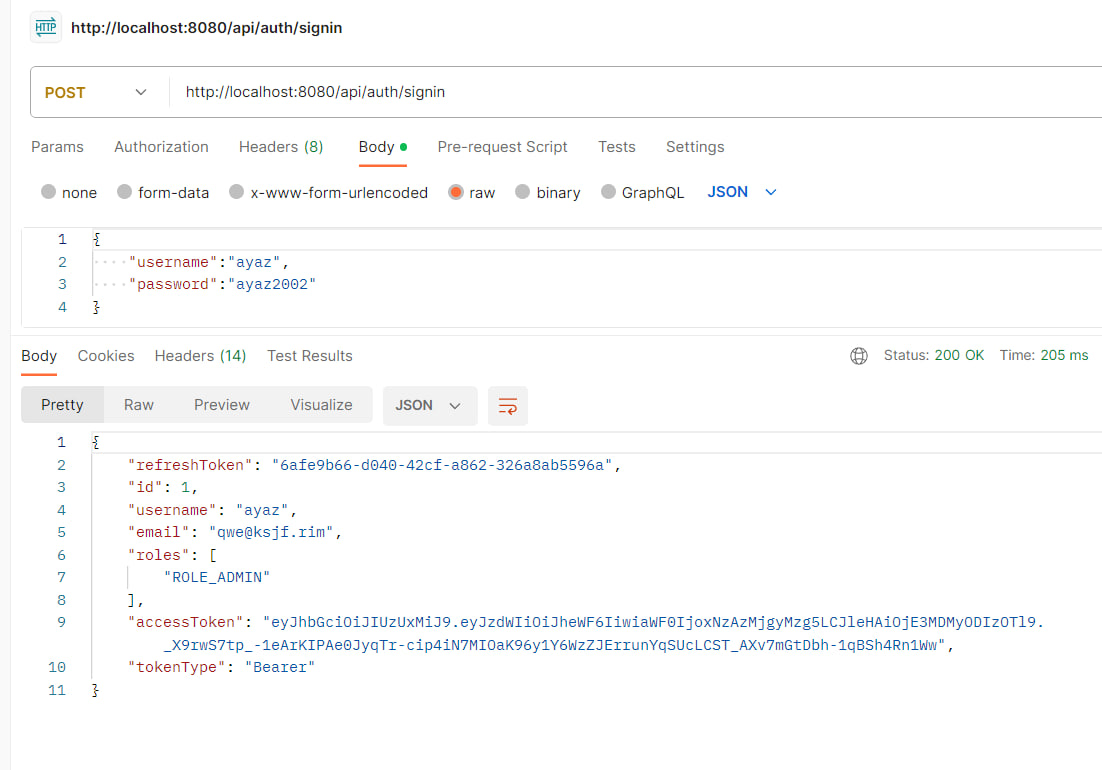 HTTP http://localhost:8080/api/auth/signin
POST http://localhost:8080/api/auth/signin
Params Authorization Headers (8) Body Pre-request Script Tests Settings
none form-data x-www-form-urlencoded raw binary GraphQL JSON
1 {
2 "username":"ayaz",
3 "password":"ayaz2002"
4 }
Body Cookies Headers (14) Test Results Status: 200 OK Time: 205 ms
Pretty Raw Preview Visualize JSON
1 {
2 "refreshToken": "6afe9b66-d040-42cf-a862-326a8ab5596a",
3 "id": 1,
4 "username": "ayaz",
5 "email": "qwe@ksjf.rim",
6 "roles": [
7 "ROLE_ADMIN"
8 ],
9 "accessToken": "eyJhbGciOiJIUzUxMiJ9.eyJzdWIiOiJheWF6IiwiaWF0IjoxNzAzMjgyMzg5LCJleHAiOjE3MDMyODIzOTl9.
_X9rwS7tp_-1eArKIPAe0JyqTr-cip4iN7MIOaK96y1Y6WzZJErrunYqSUcLCST_AXv7mGtDbh-1qBSh4Rn1Ww",
10 "tokenType": "Bearer"
11 }